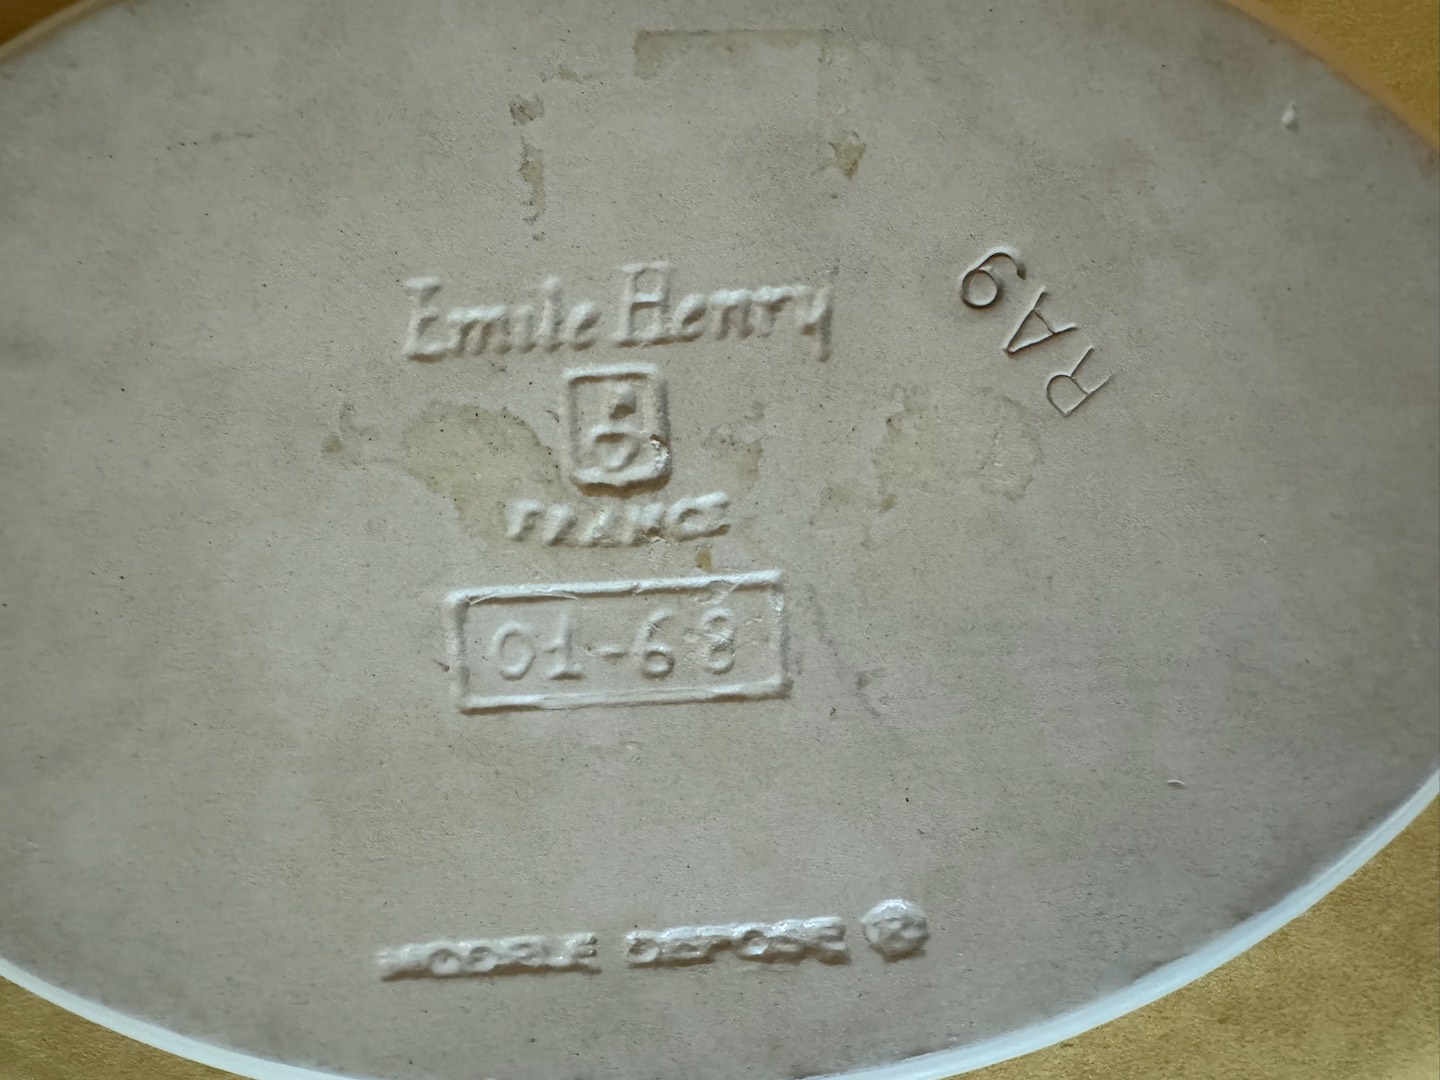 Emile Henry
FRANCE
01-68
RA9
MODELE DEPOSE